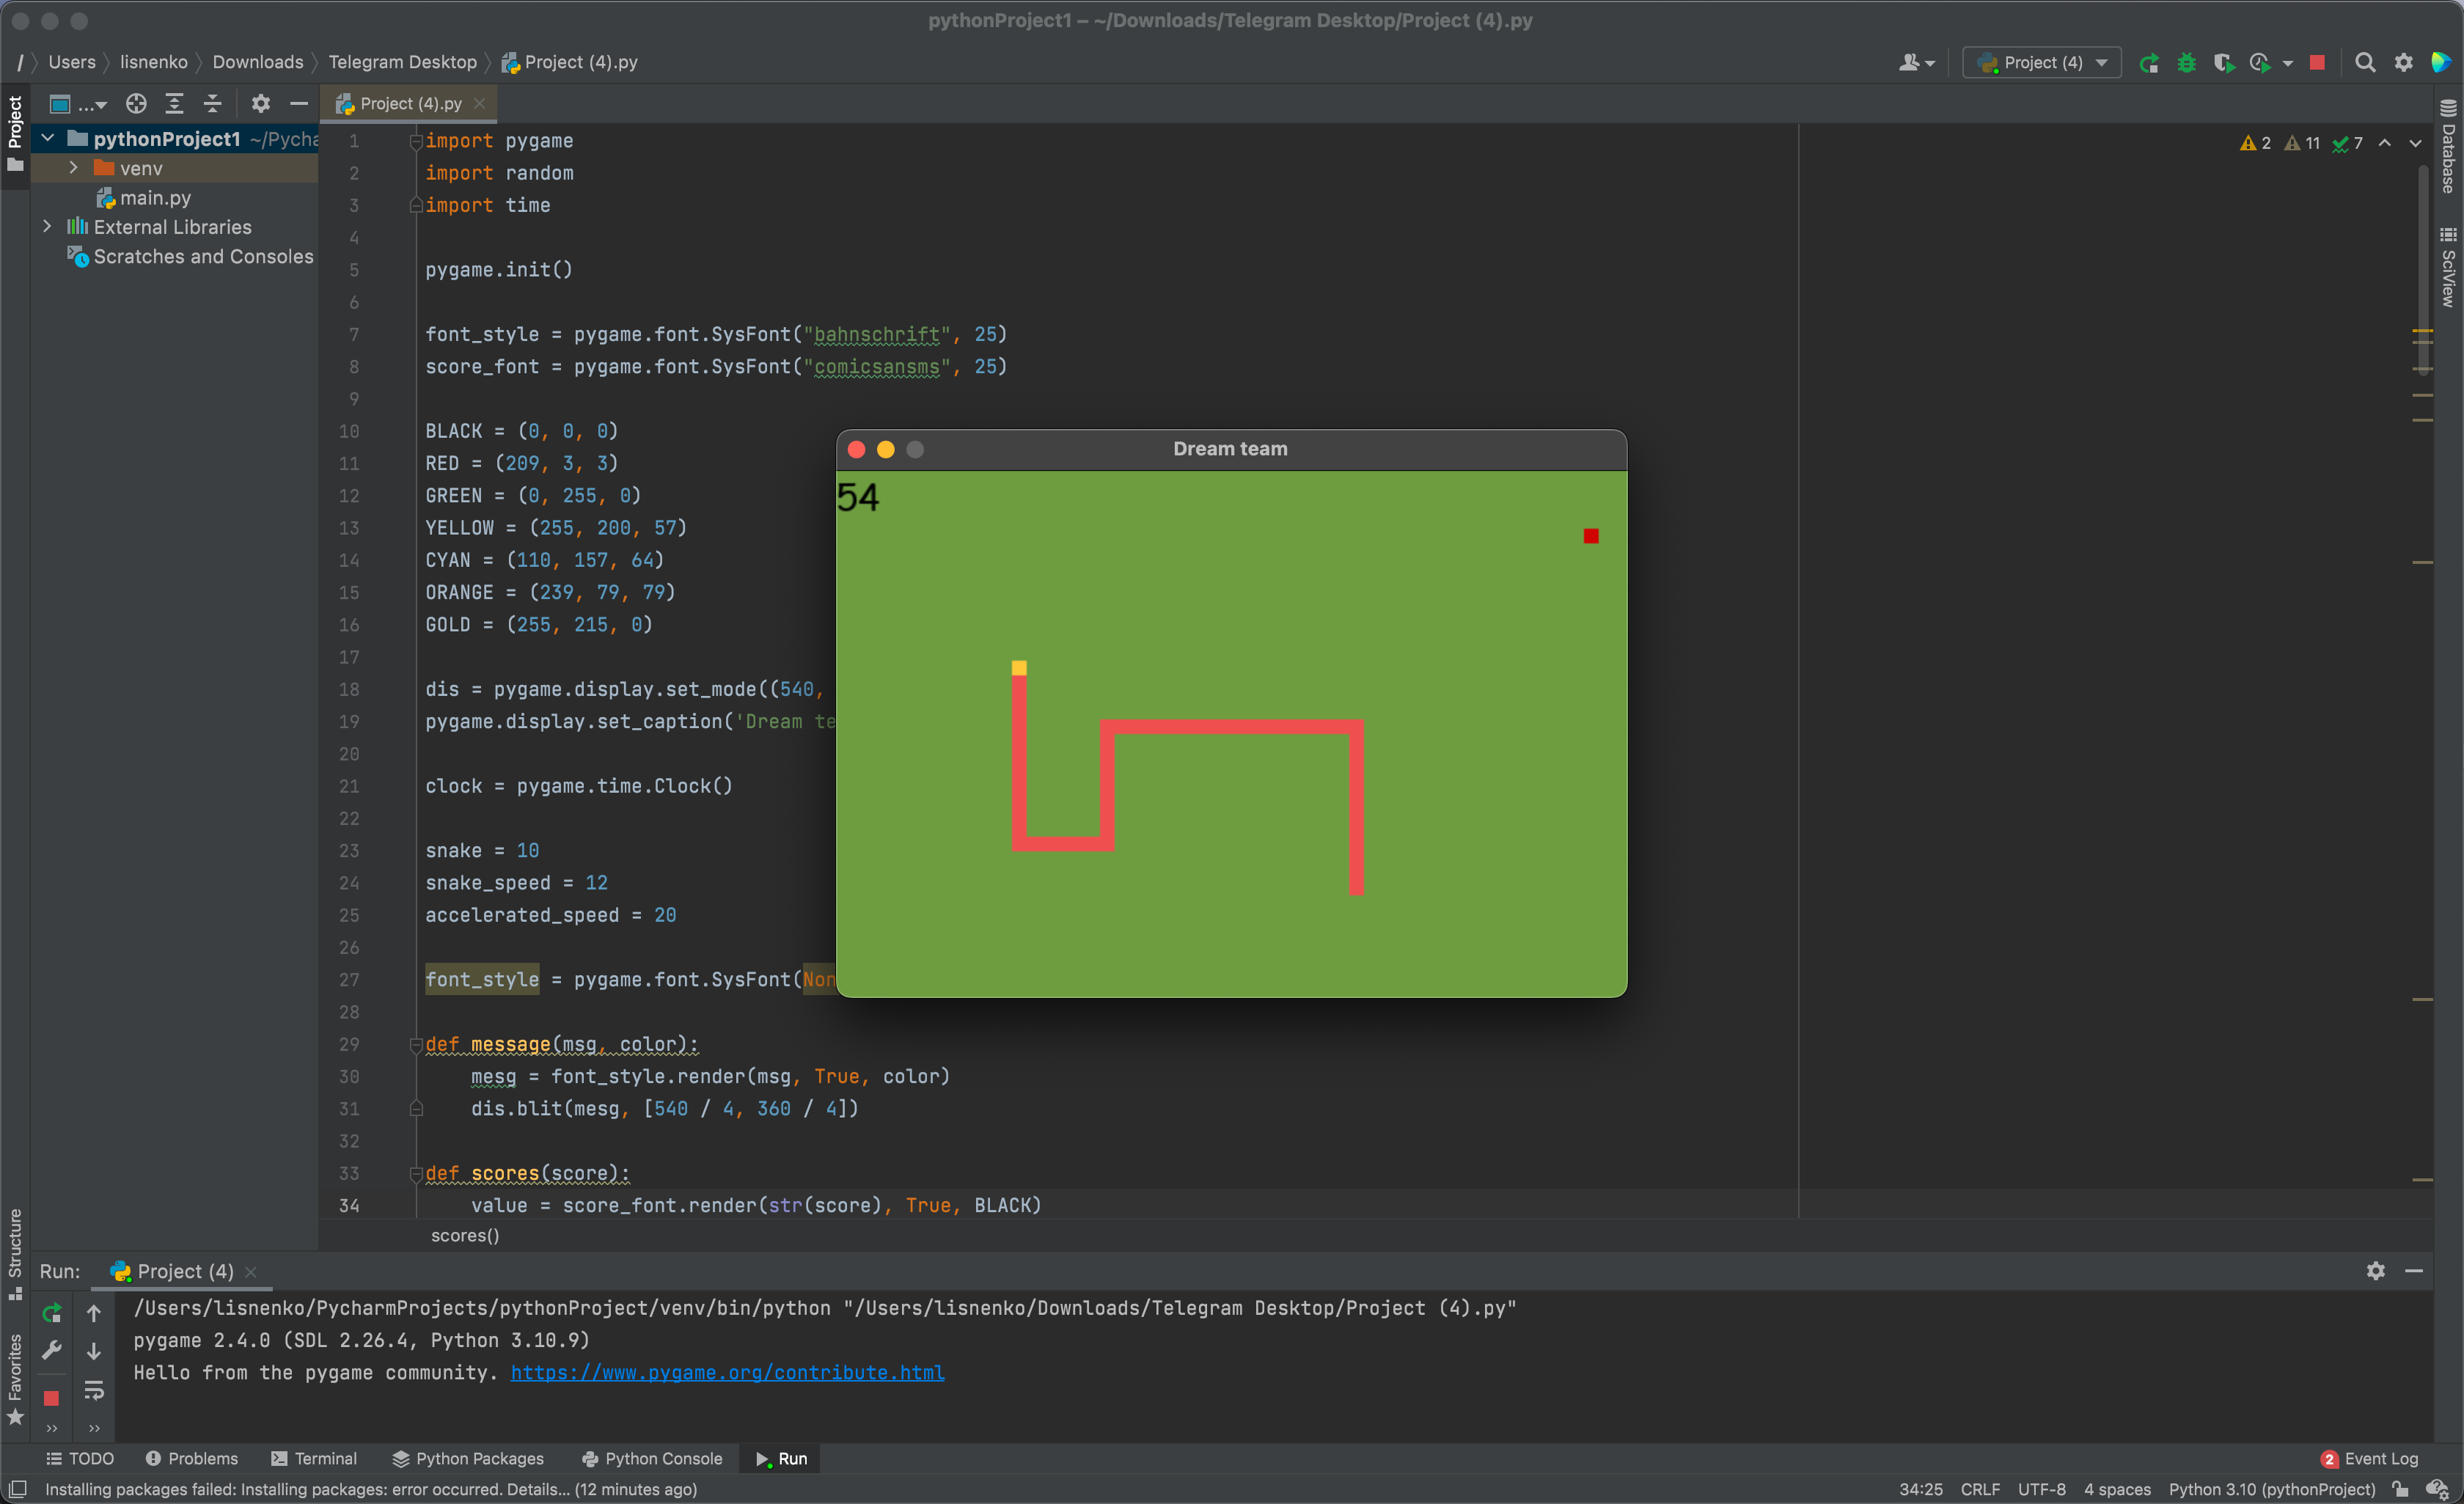 pythonProject1 – ~/Downloads/Telegram Desktop/Project (4).py
/ Users lisnenko Downloads Telegram Desktop Project (4).py
Project (4)
Project
...
Project (4).py
pythonProject1 ~/Pycha
venv
main.py
External Libraries
Scratches and Consoles
2 11 7
Database
SciView
1 import pygame
2 import random
3 import time
4
5 pygame.init()
6
7 font_style = pygame.font.SysFont("bahnschrift", 25)
8 score_font = pygame.font.SysFont("comicsansms", 25)
9
10 BLACK = (0, 0, 0)
11 RED = (209, 3, 3)
12 GREEN = (0, 255, 0)
13 YELLOW = (255, 200, 57)
14 CYAN = (110, 157, 64)
15 ORANGE = (239, 79, 79)
16 GOLD = (255, 215, 0)
17
18 dis = pygame.display.set_mode((540,
19 pygame.display.set_caption('Dream te
20
21 clock = pygame.time.Clock()
22
23 snake = 10
24 snake_speed = 12
25 accelerated_speed = 20
26
27 font_style = pygame.font.SysFont(Non
28
29 def message(msg, color):
30 mesg = font_style.render(msg, True, color)
31 dis.blit(mesg, [540 / 4, 360 / 4])
32
33 def scores(score):
34 value = score_font.render(str(score), True, BLACK)
scores()
Dream team
54
Structure
Favorites
Run: Project (4)
/Users/lisnenko/PycharmProjects/pythonProject/venv/bin/python "/Users/lisnenko/Downloads/Telegram Desktop/Project (4).py"
pygame 2.4.0 (SDL 2.26.4, Python 3.10.9)
Hello from the pygame community. https://www.pygame.org/contribute.html
TODO Problems Terminal Python Packages Python Console Run 2 Event Log
Installing packages failed: Installing packages: error occurred. Details... (12 minutes ago) 34:25 CRLF UTF-8 4 spaces Python 3.10 (pythonProject)